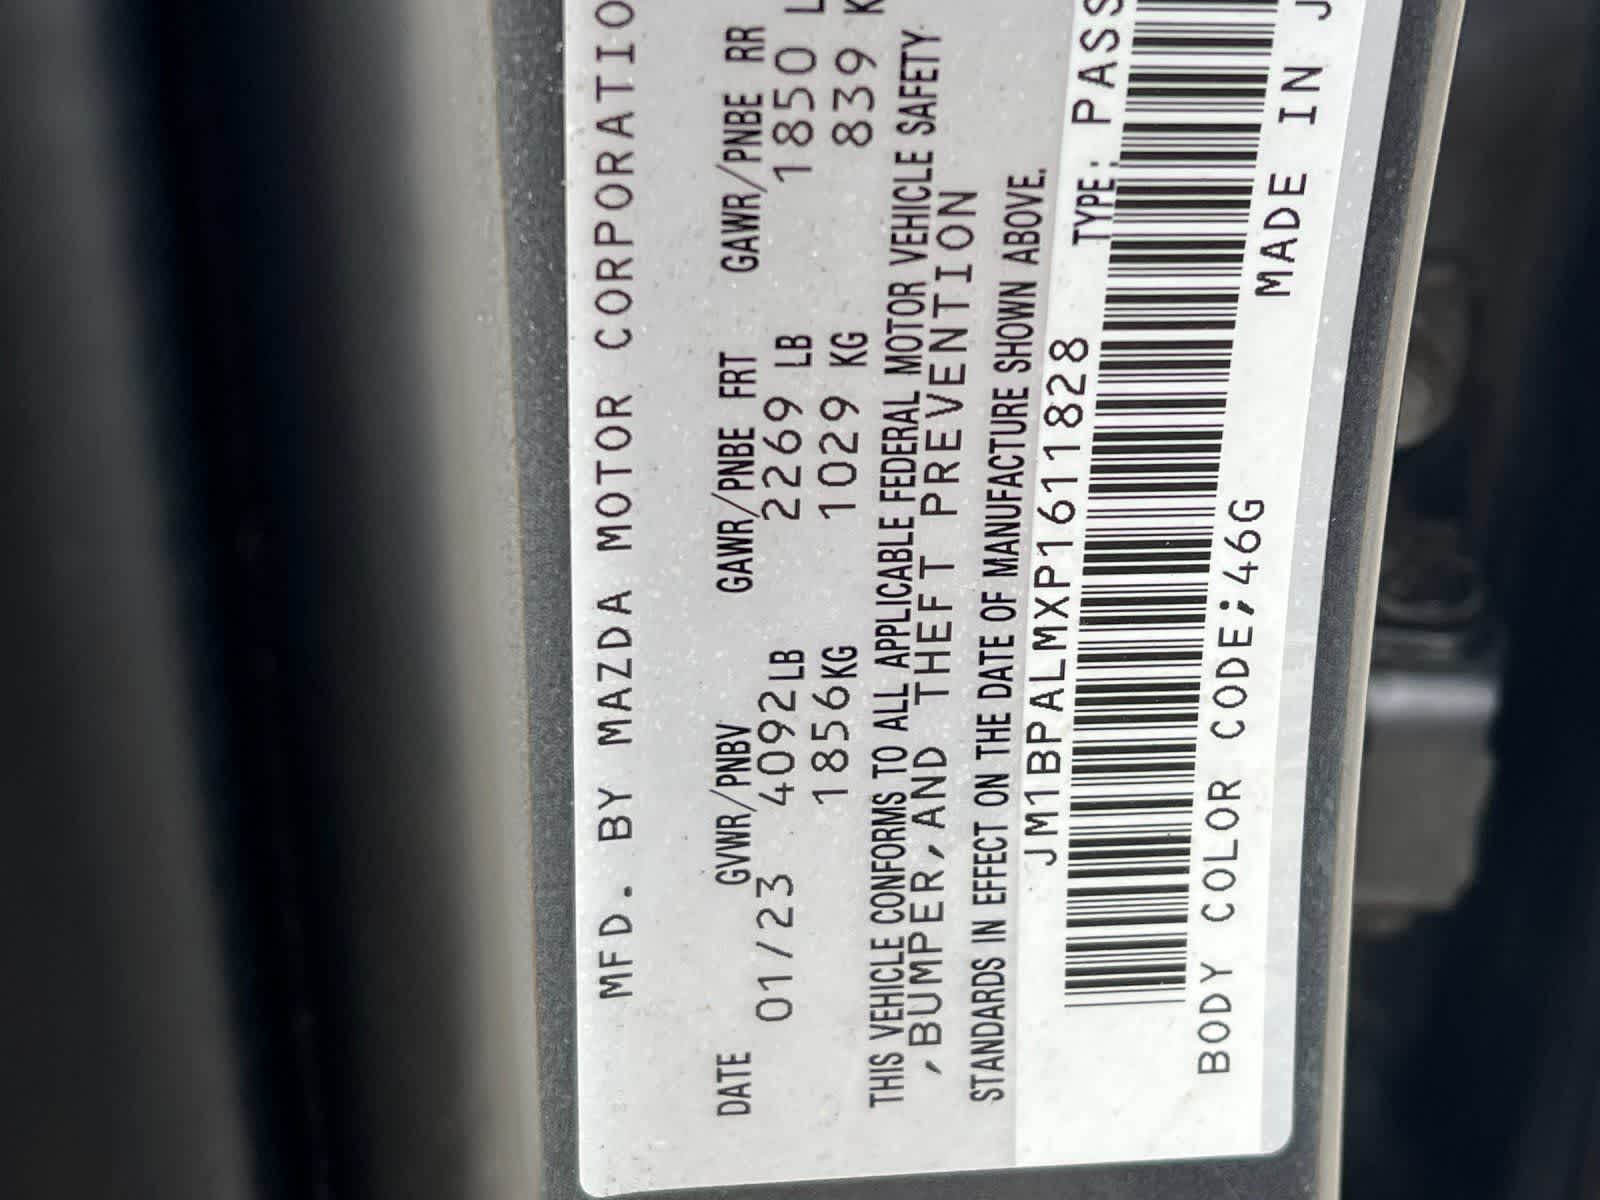 MFD. BY MAZDA MOTOR CORPORATIO
DATE GVWR/PNBV GAWR/PNBE FRT GAWR/PNBE RR
01/23 4092LB 2269 LB 1850 L
1856KG 1029 KG 839 K
THIS VEHICLE CONFORMS TO ALL APPLICABLE FEDERAL MOTOR VEHICLE SAFETY
,BUMPER,AND THEFT PREVENTION
STANDARDS IN EFFECT ON THE DATE OF MANUFACTURE SHOWN ABOVE.
JM1BPALMXP1611828 TYPE: PASS
BODY COLOR CODE;46G MADE IN J